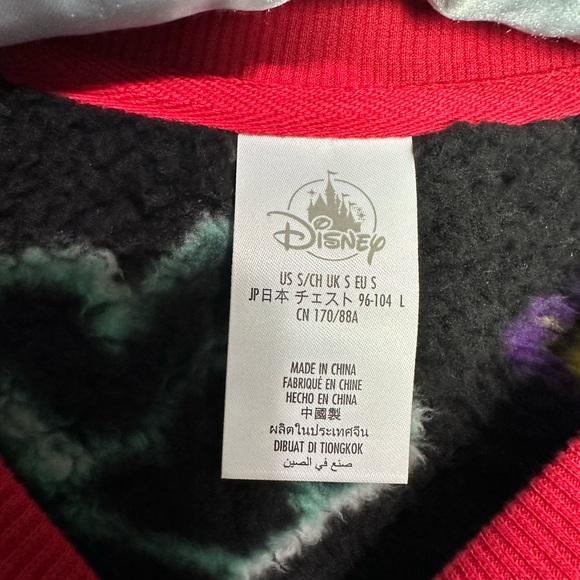 Disney
US S/CH UK S EU S
JP日本 チェスト 96-104 L
CN 170/88A
MADE IN CHINA
FABRIQUÉ EN CHINE
HECHO EN CHINA
中國製
ผลิตในประเทศจีน
DIBUAT DI TIONGKOK
صنع في الصين